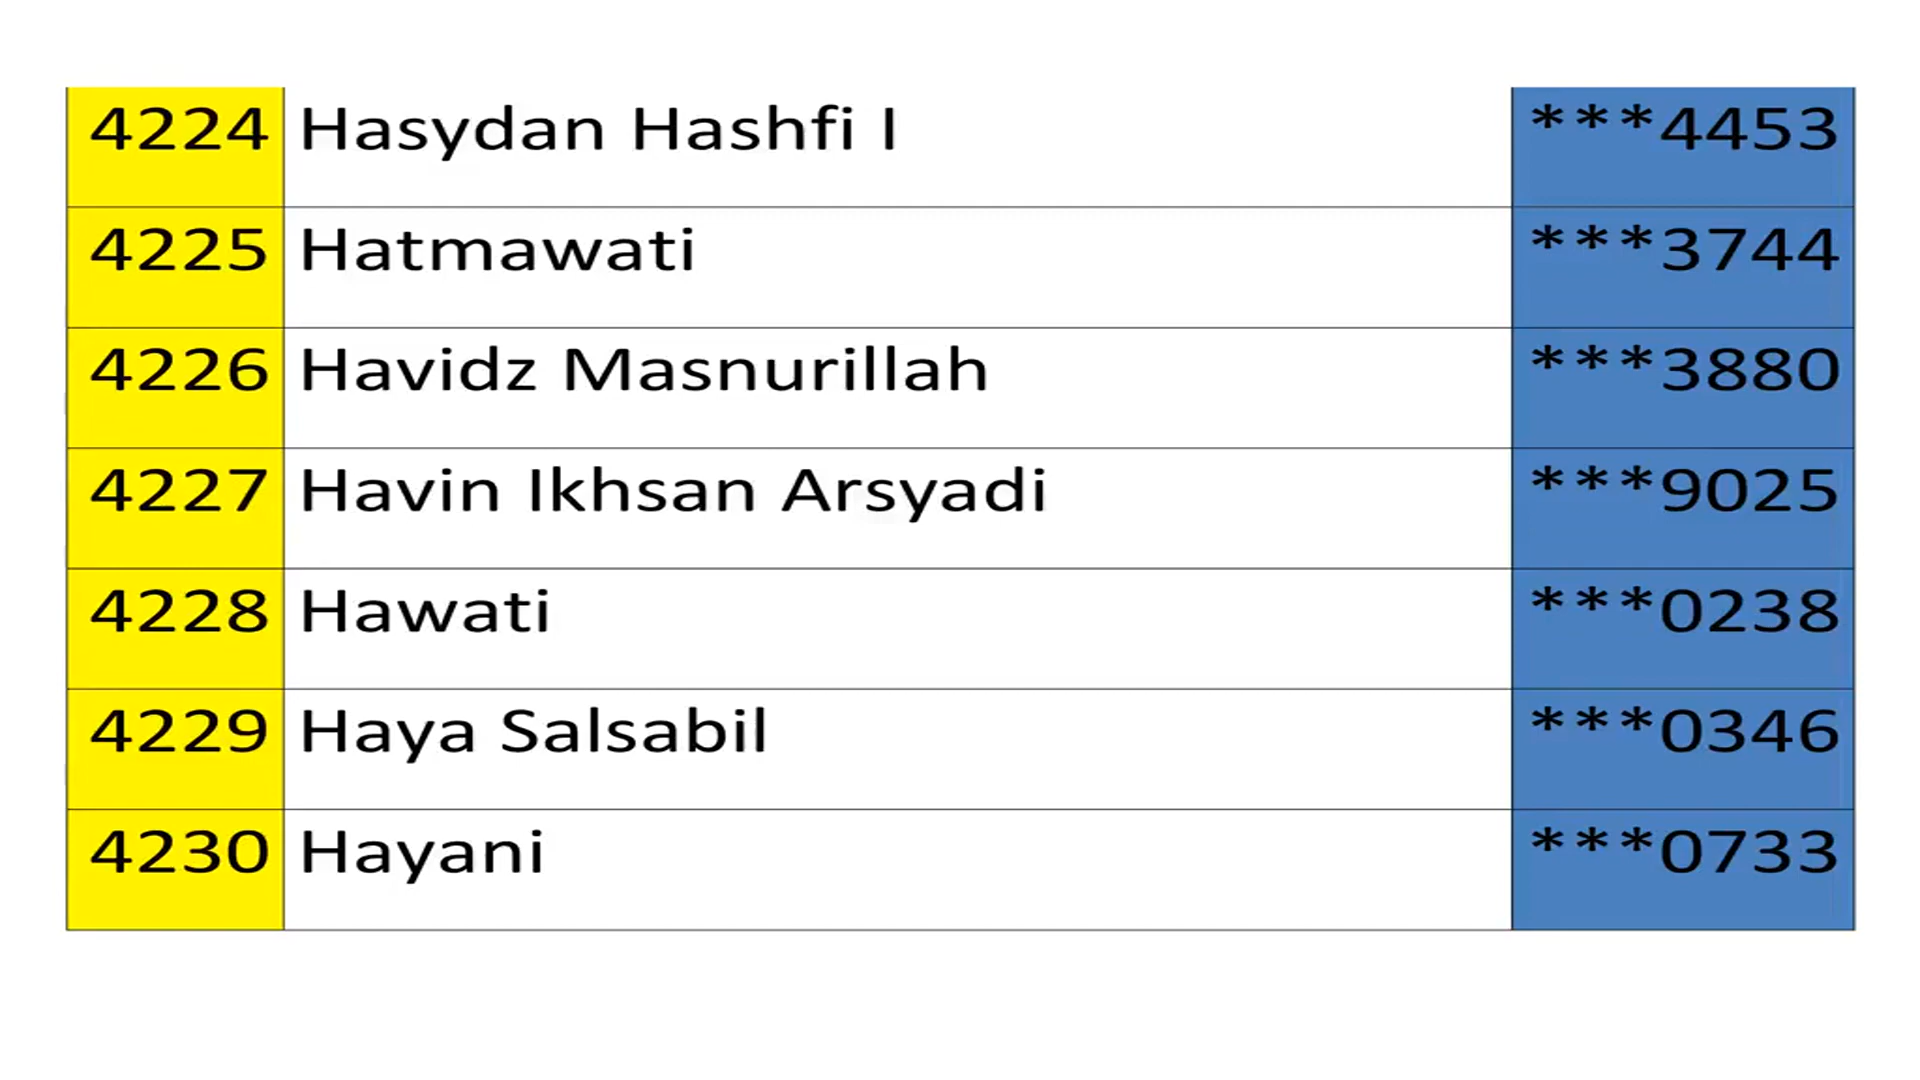 4224 Hasydan Hashfi I ***4453
4225 Hatmawati ***3744
4226 Havidz Masnurillah ***3880
4227 Havin Ikhsan Arsyadi ***9025
4228 Hawati ***0238
4229 Haya Salsabil ***0346
4230 Hayani ***0733